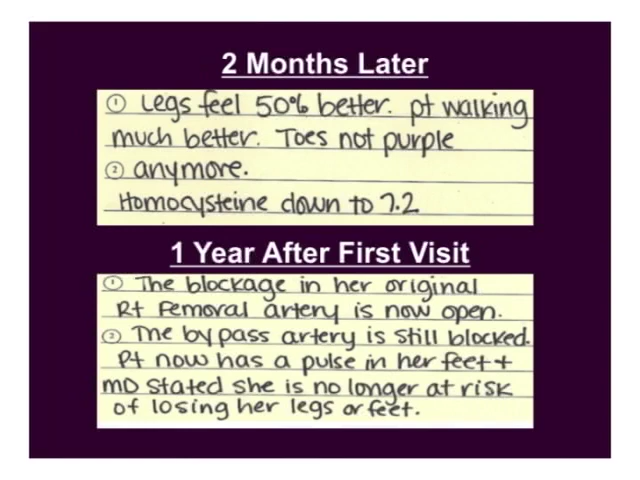 2 Months Later
① Legs feel 50% better. pt walking
much better. Toes not purple
② anymore.
Homocysteine down to 7.2
1 Year After First Visit
① The blockage in her original
Rt Femoral artery is now open.
② The bypass artery is still blocked.
Pt now has a pulse in her feet +
MD stated she is no longer at risk
of losing her legs or feet.